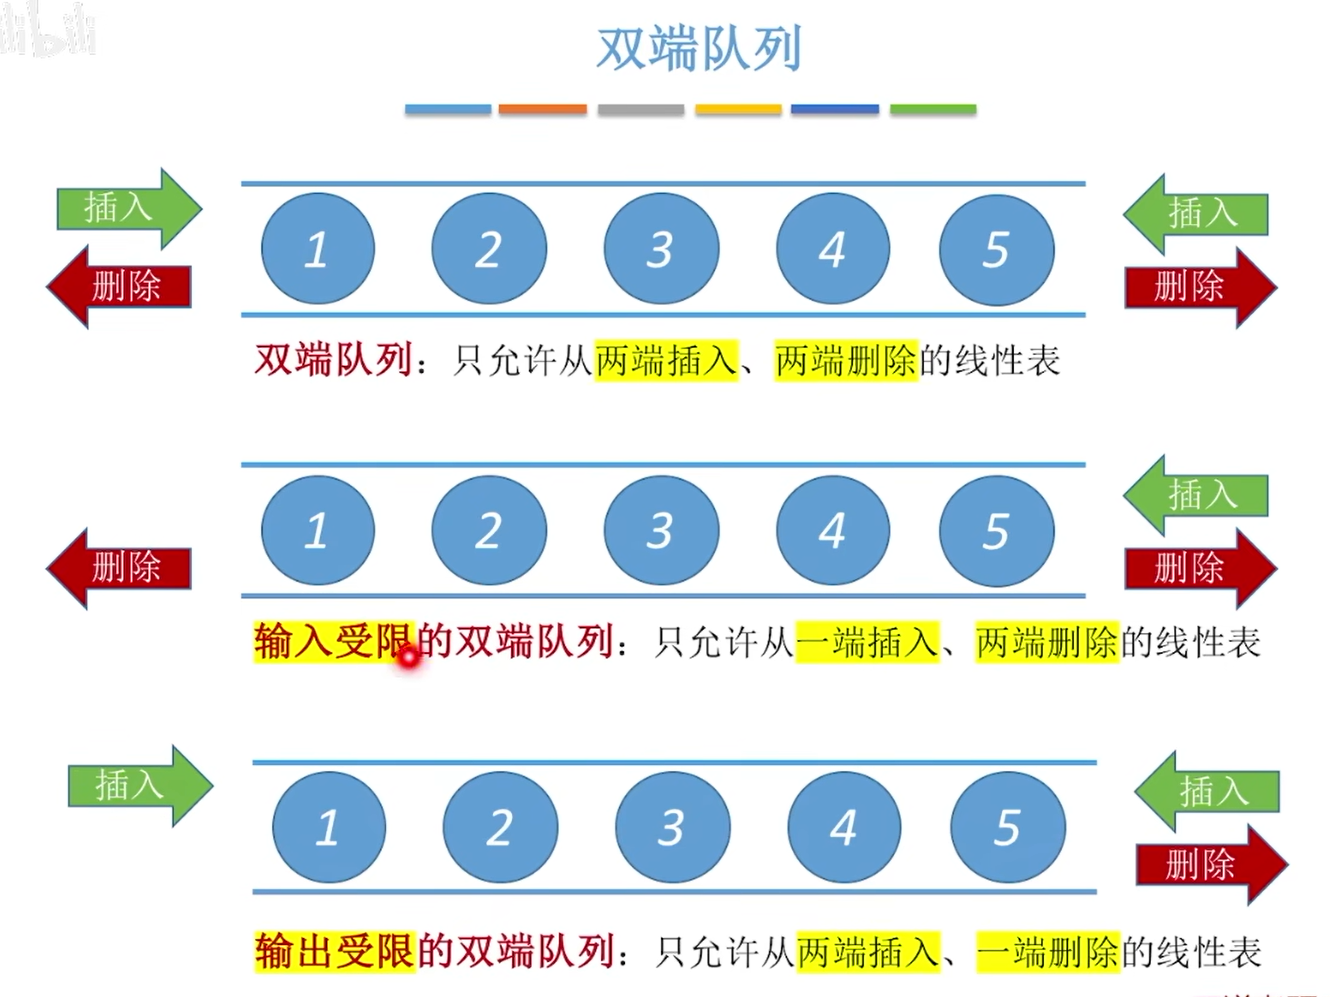 bilibili
双端队列
插入 1 2 3 4 5 插入
删除 删除
双端队列：只允许从两端插入、两端删除的线性表
插入
删除 1 2 3 4 5 删除
输入受限的双端队列：只允许从一端插入、两端删除的线性表
插入 1 2 3 4 5 插入
删除
输出受限的双端队列：只允许从两端插入、一端删除的线性表